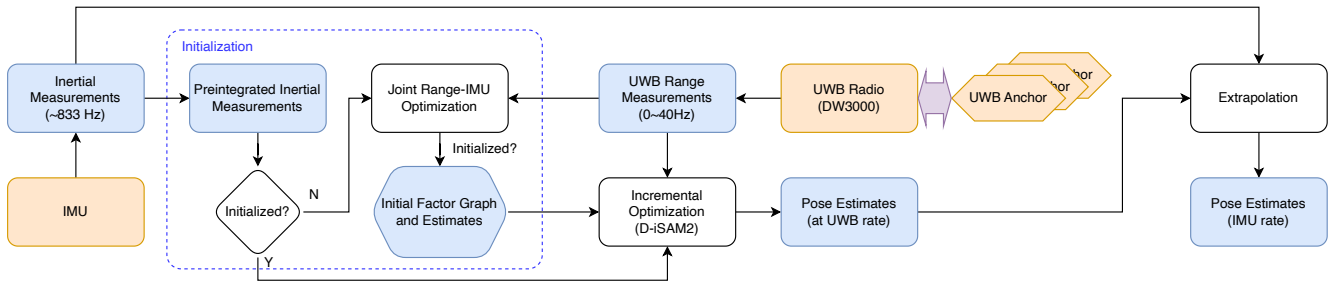 Initialization
Inertial
Measurements
(~833 Hz)
Preintegrated Inertial
Measurements
Joint Range-IMU
Optimization
UWB Range
Measurements
(0~40Hz)
UWB Radio
(DW3000)
UWB Anchor
hor
hor
Extrapolation
Initialized?
IMU
Initialized?
N
Y
Initial Factor Graph
and Estimates
Incremental
Optimization
(D-iSAM2)
Pose Estimates
(at UWB rate)
Pose Estimates
(IMU rate)